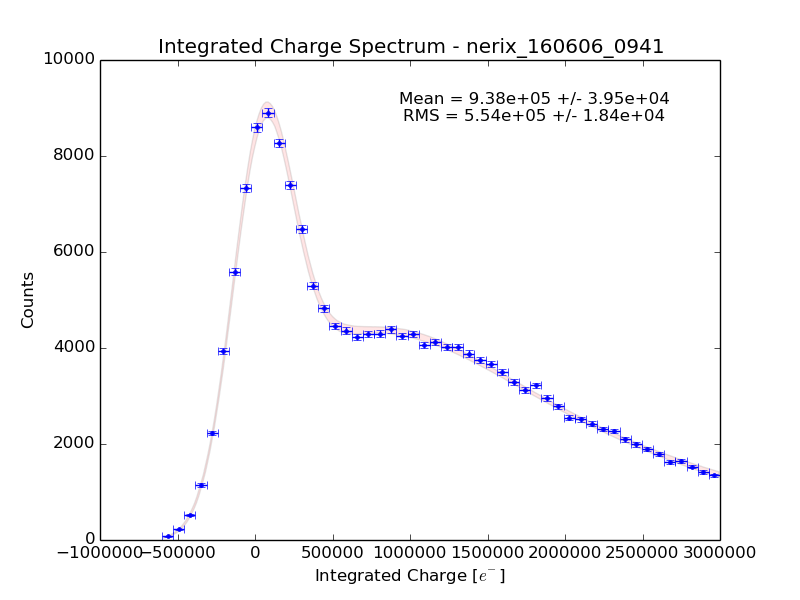 Integrated Charge Spectrum - nerix_160606_0941
Mean = 9.38e+05 +/- 3.95e+04
RMS = 5.54e+05 +/- 1.84e+04
10000
8000
6000
4000
2000
0
Counts
−1000000 −500000 0 500000 1000000 1500000 2000000 2500000 3000000
Integrated Charge [e⁻]